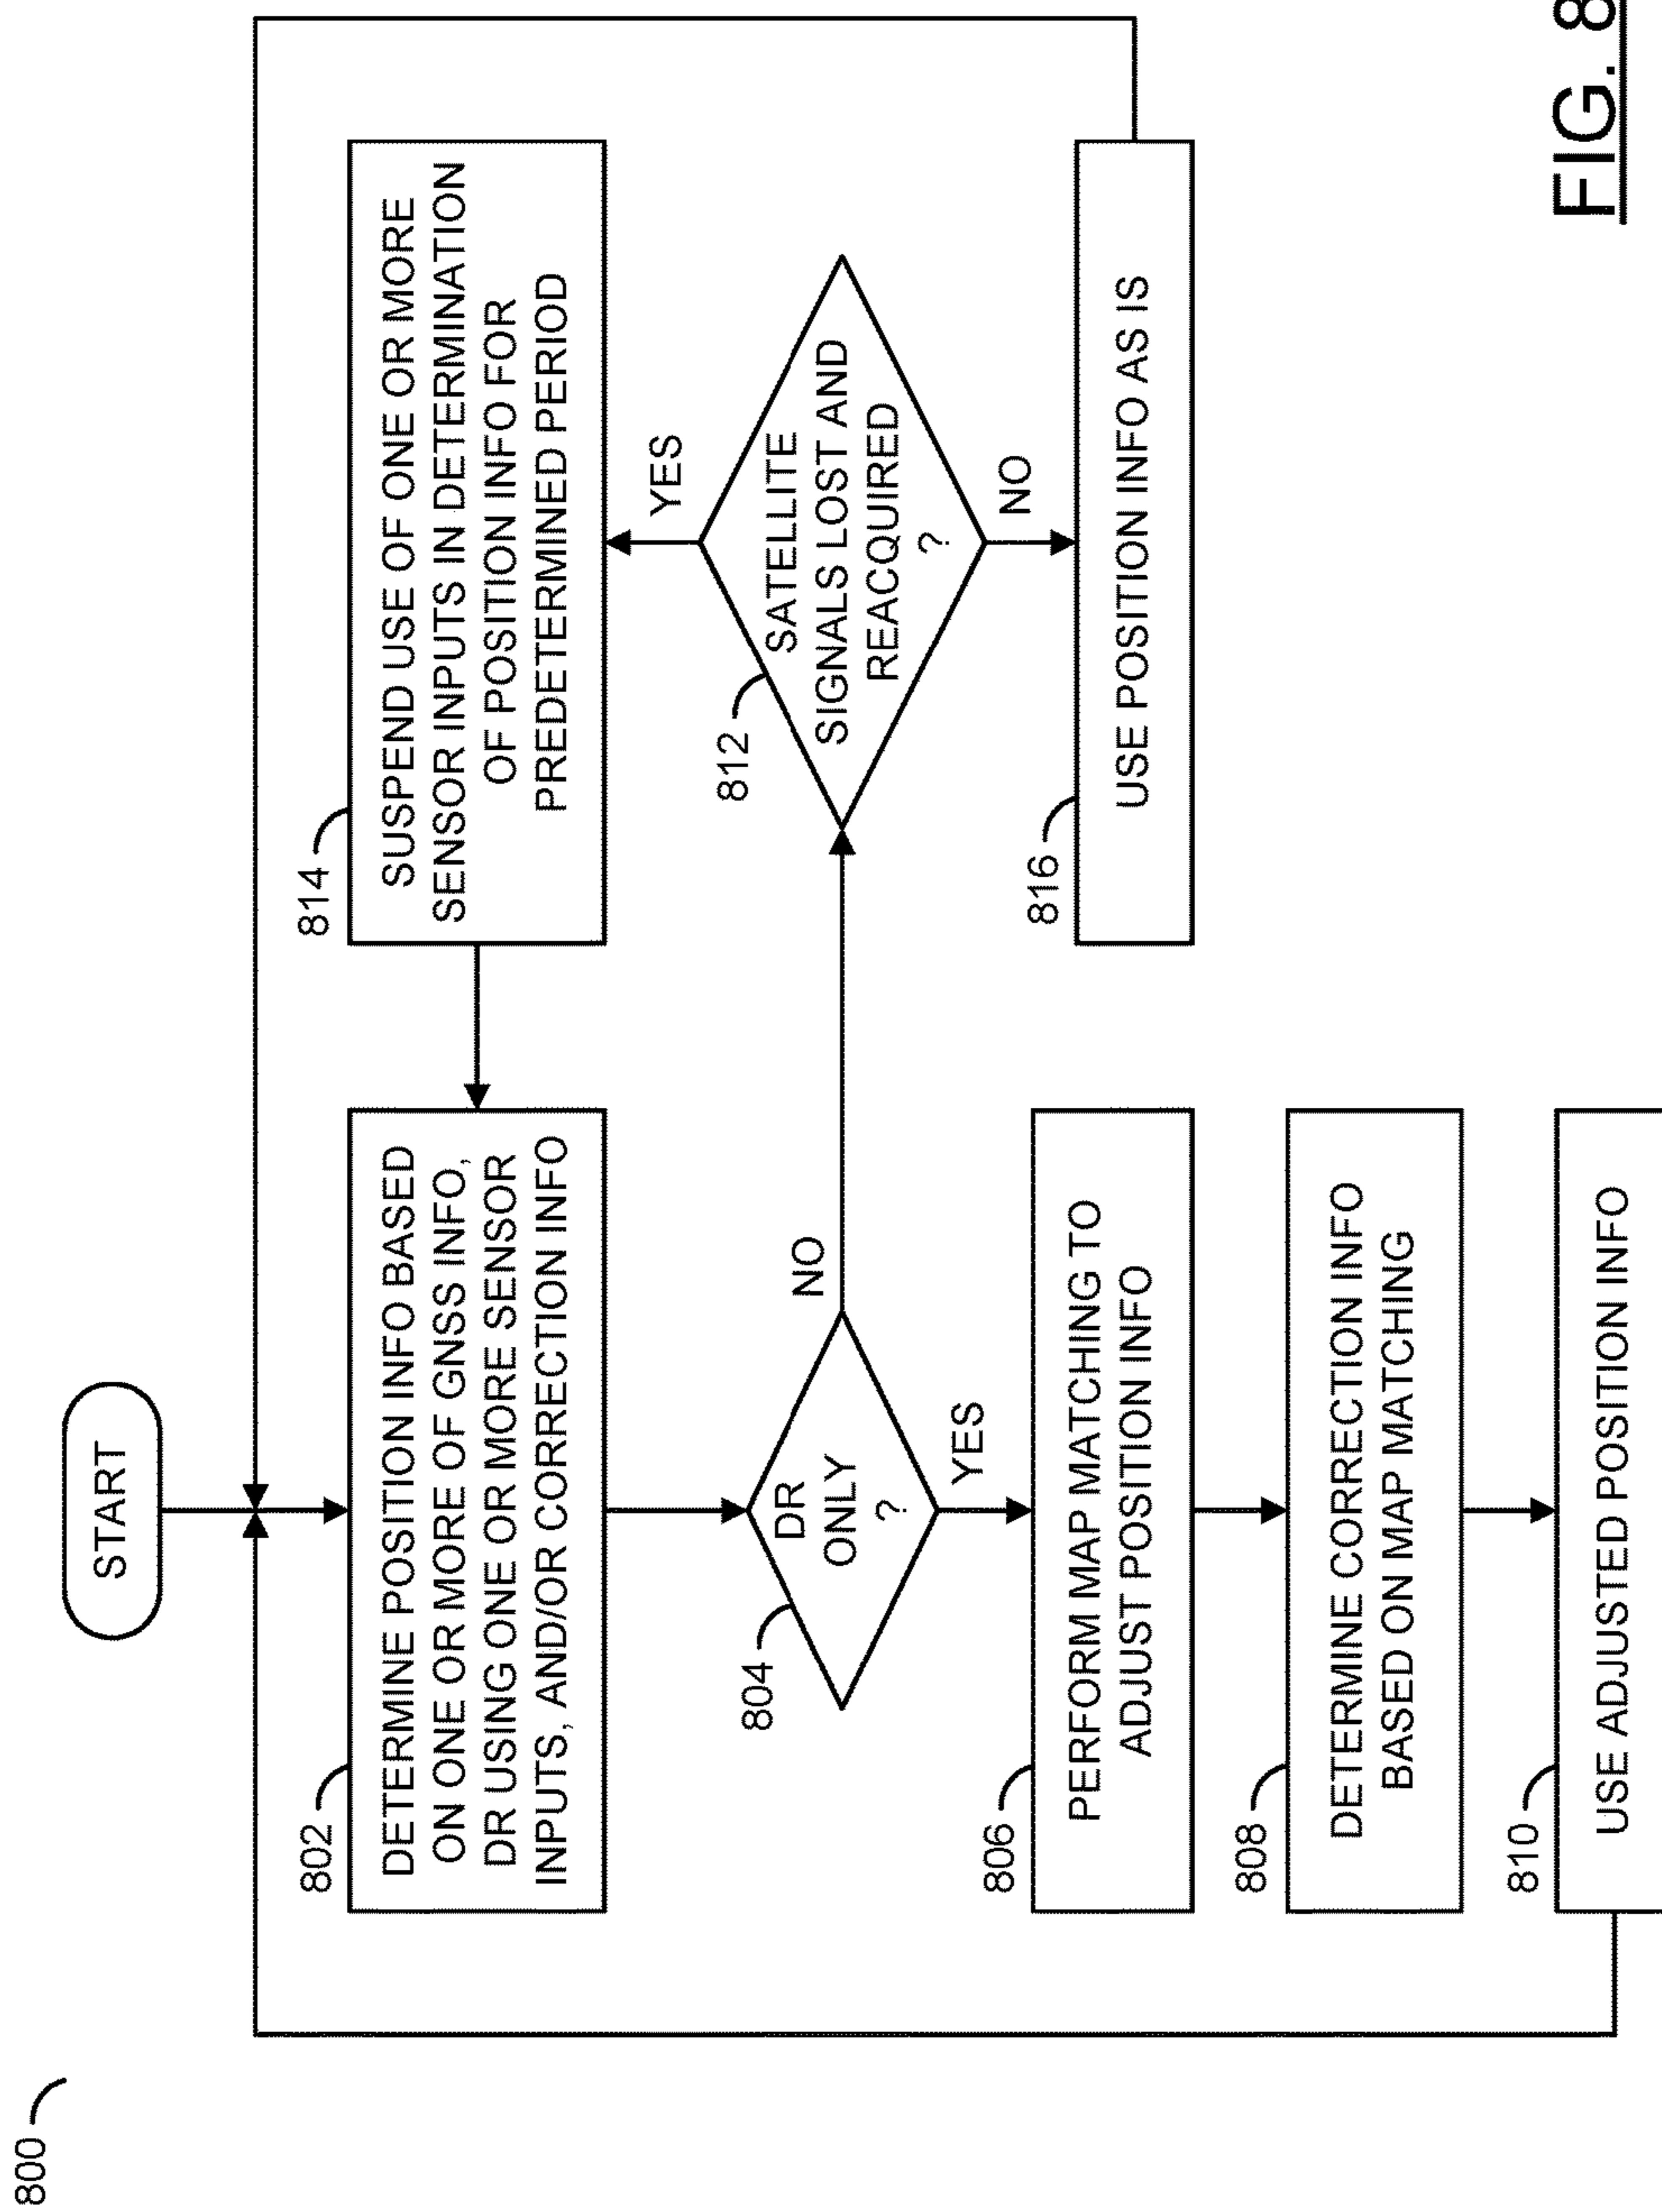 800
START
802
DETERMINE POSITION INFO BASED
ON ONE OR MORE OF GNSS INFO,
DR USING ONE OR MORE SENSOR
INPUTS, AND/OR CORRECTION INFO
804
DR
ONLY
?
NO
YES
806
PERFORM MAP MATCHING TO
ADJUST POSITION INFO
808
DETERMINE CORRECTION INFO
BASED ON MAP MATCHING
810
USE ADJUSTED POSITION INFO
814
SUSPEND USE OF ONE OR MORE
SENSOR INPUTS IN DETERMINATION
OF POSITION INFO FOR
PREDETERMINED PERIOD
YES
812
SATELLITE
SIGNALS LOST AND
REACQUIRED
?
NO
816
USE POSITION INFO AS IS
FIG. 8